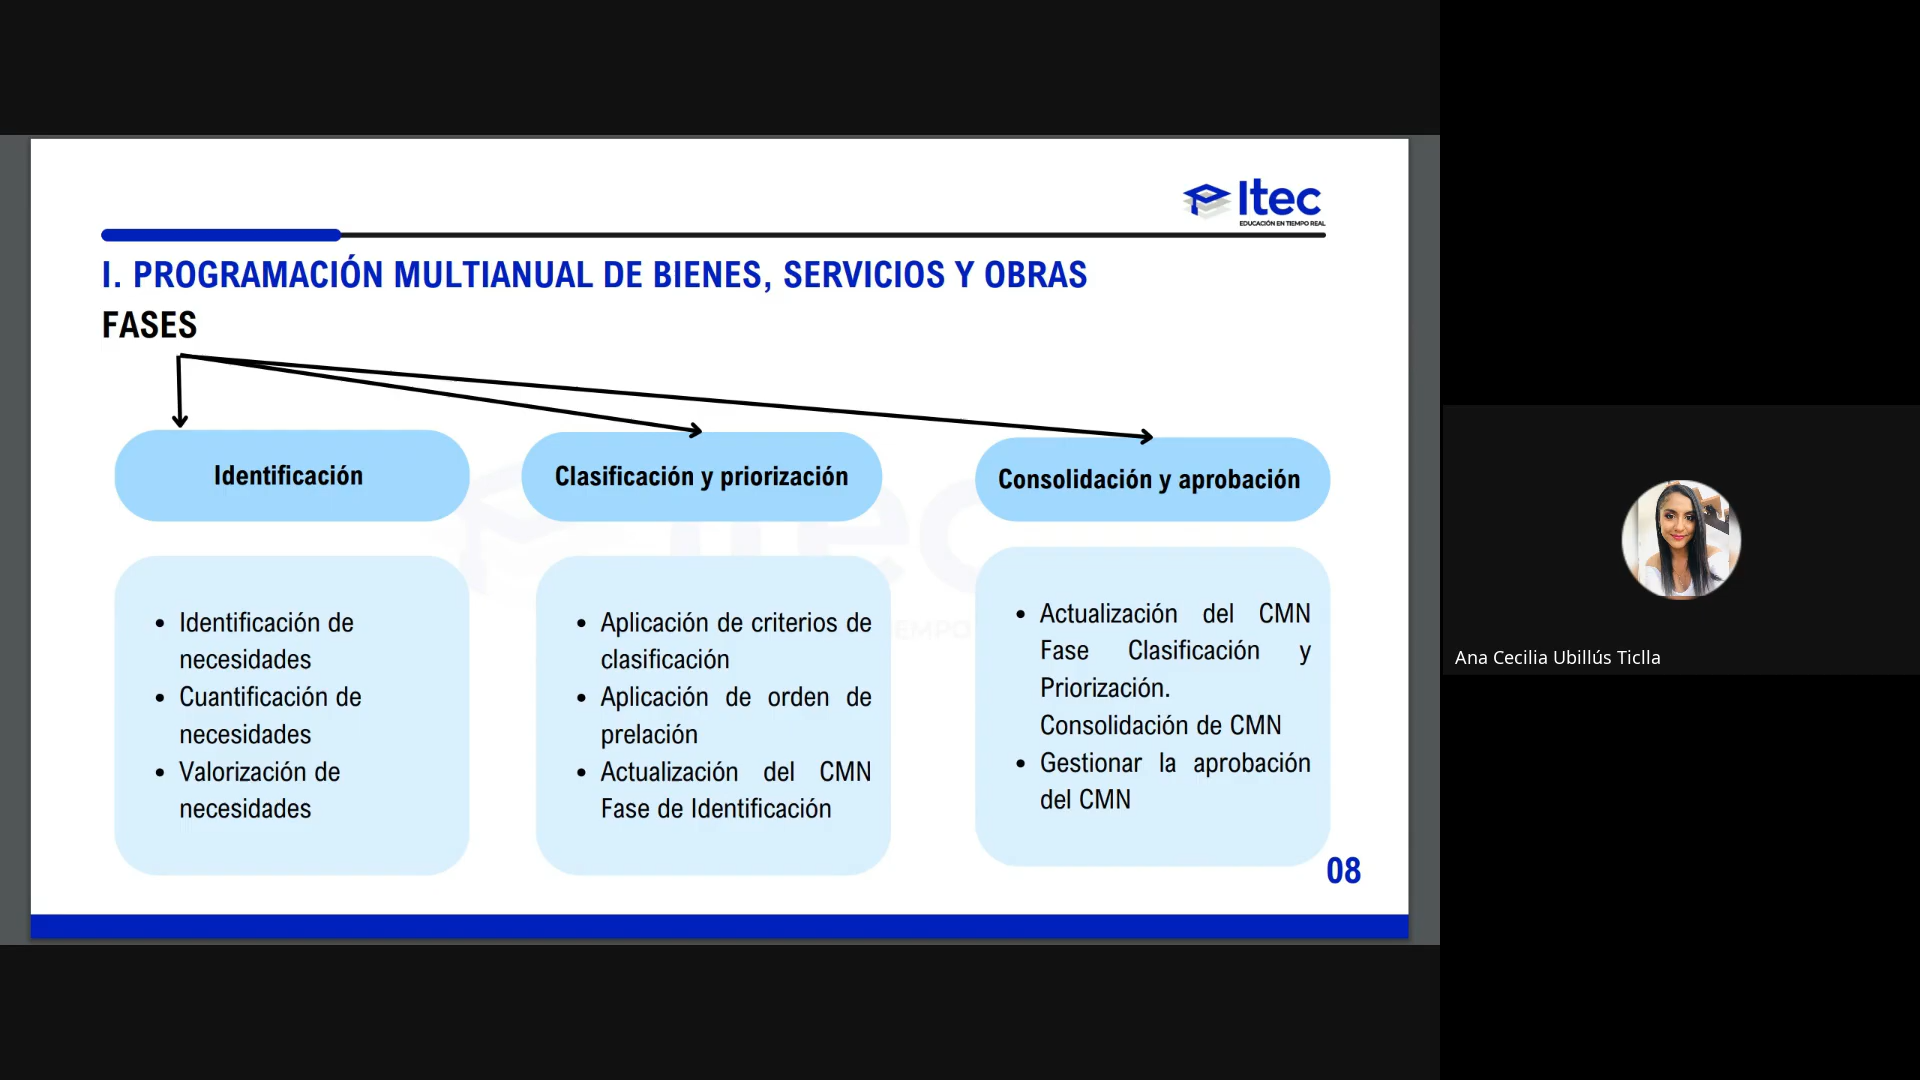 Itec
EDUCACIÓN EN TIEMPO REAL
I. PROGRAMACIÓN MULTIANUAL DE BIENES, SERVICIOS Y OBRAS
FASES
Identificación
Clasificación y priorización
Consolidación y aprobación
• Identificación de
necesidades
• Cuantificación de
necesidades
• Valorización de
necesidades
• Aplicación de criterios de
clasificación
• Aplicación de orden de
prelación
• Actualización del CMN
Fase de Identificación
• Actualización del CMN
Fase Clasificación y
Priorización.
Consolidación de CMN
• Gestionar la aprobación
del CMN
08
Ana Cecilia Ubillús Ticlla